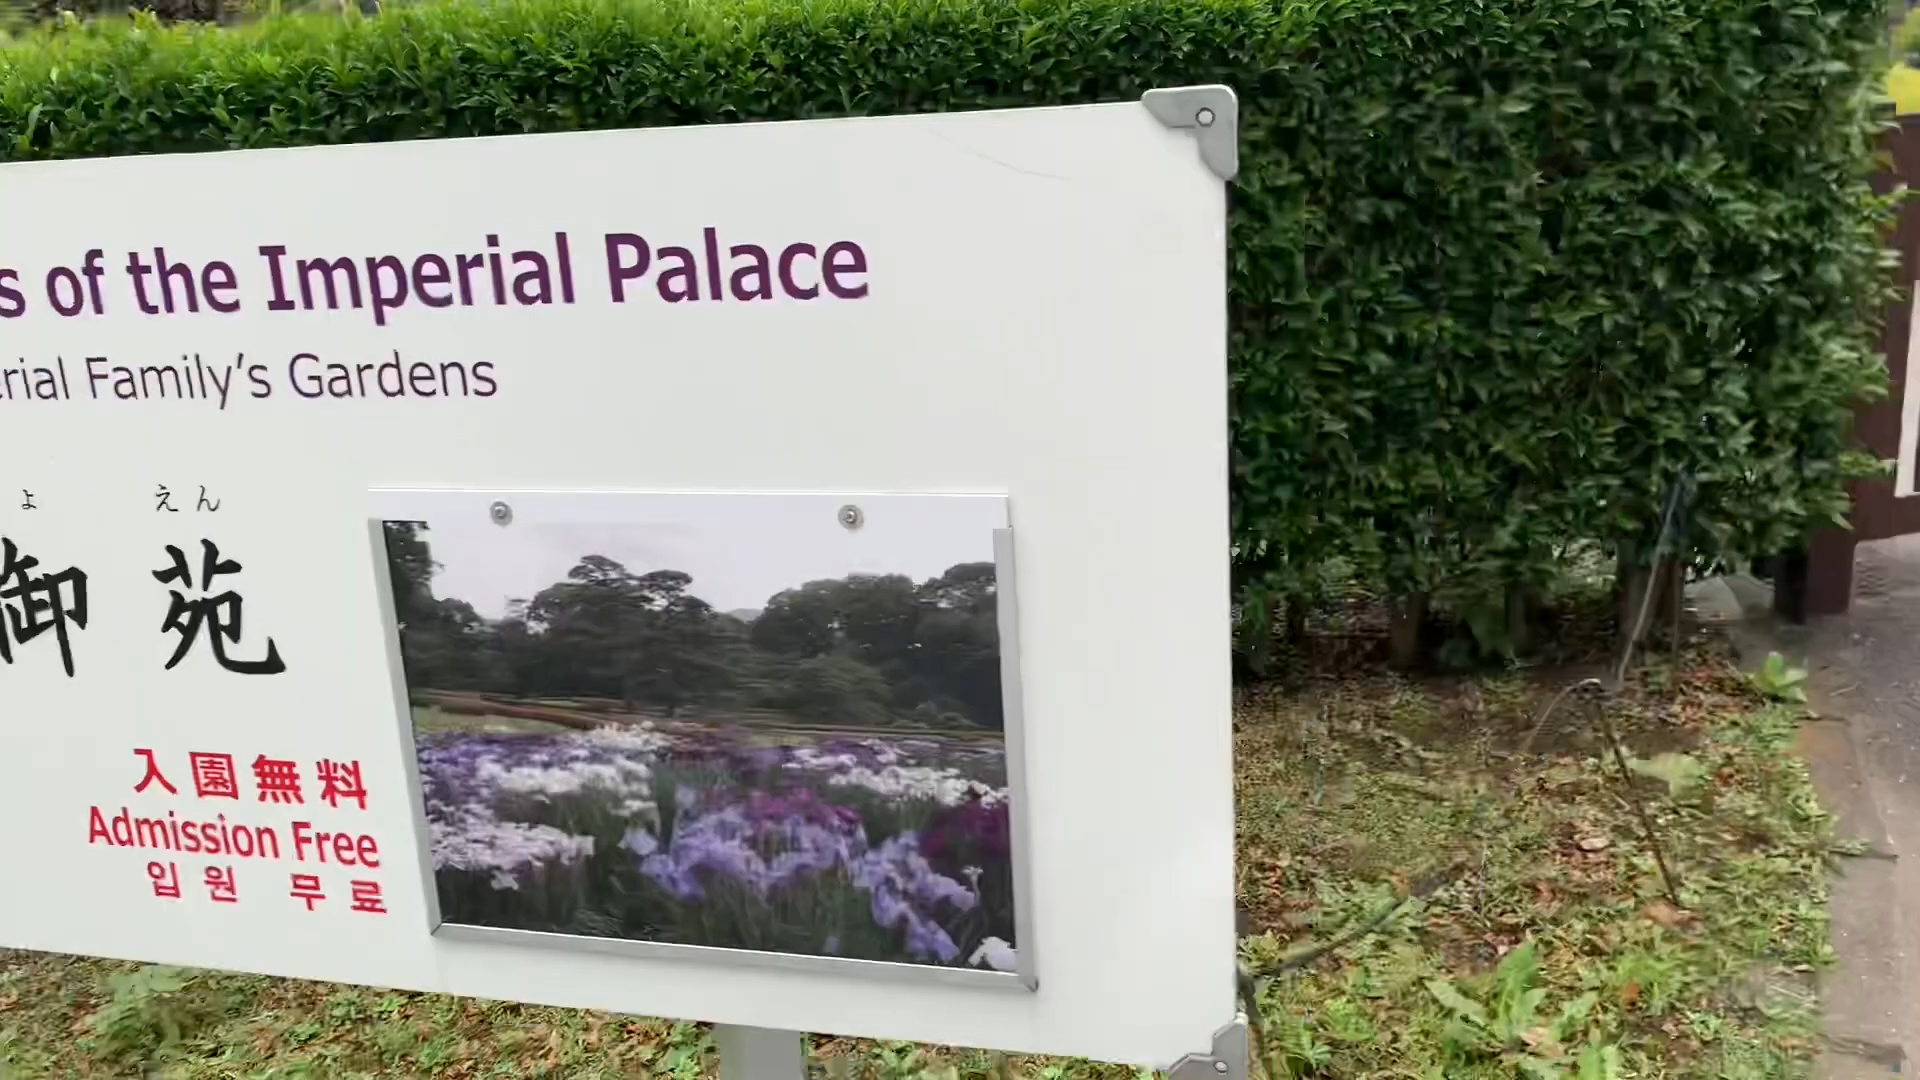 s of the Imperial Palace
erial Family's Gardens
ょ えん
御苑
入園無料
Admission Free
입원 무료